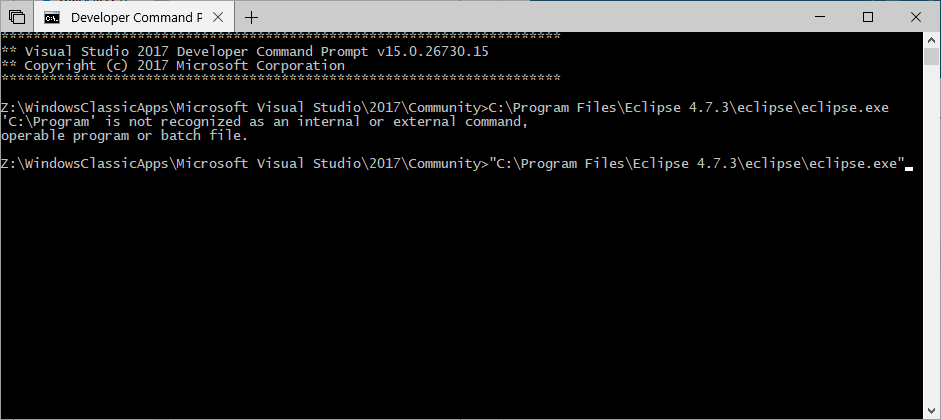 Developer Command P
**********************************************************************
** Visual Studio 2017 Developer Command Prompt v15.0.26730.15
** Copyright (c) 2017 Microsoft Corporation
**********************************************************************
Z:\WindowsClassicApps\Microsoft Visual Studio\2017\Community>C:\Program Files\Eclipse 4.7.3\eclipse\eclipse.exe
'C:\Program' is not recognized as an internal or external command,
operable program or batch file.
Z:\WindowsClassicApps\Microsoft Visual Studio\2017\Community>"C:\Program Files\Eclipse 4.7.3\eclipse\eclipse.exe"